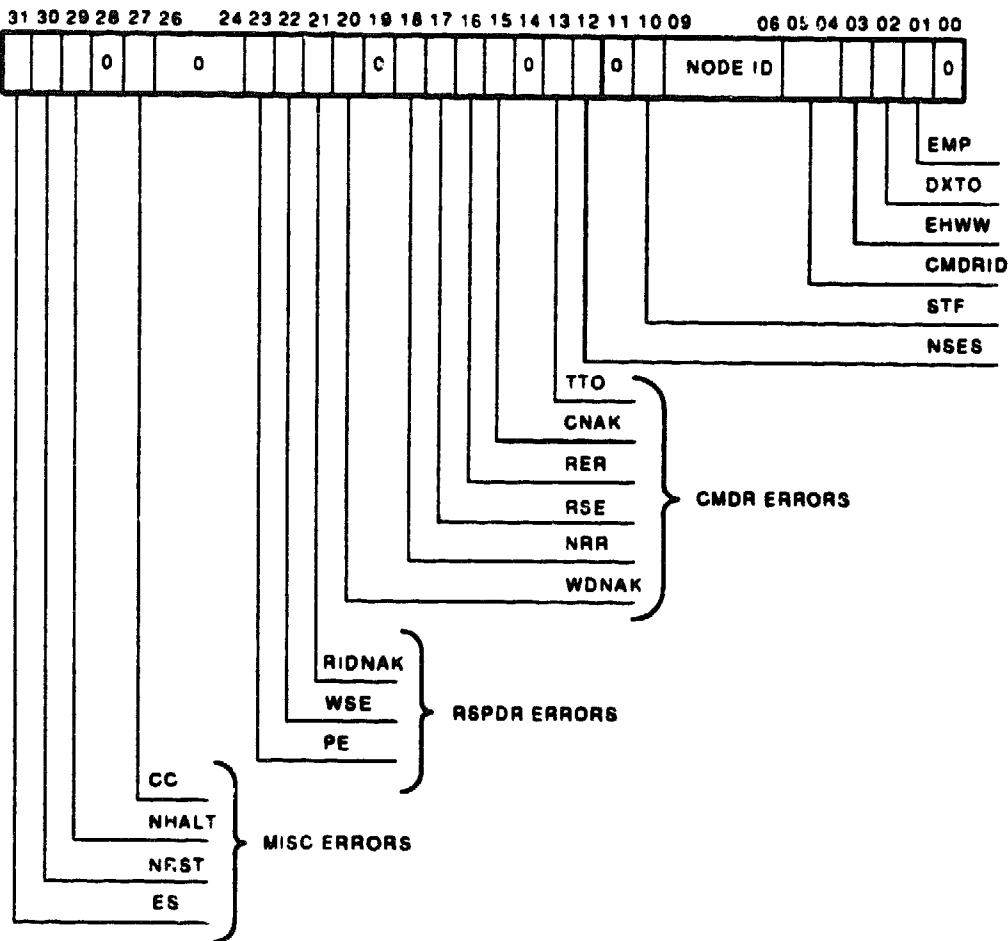 31 30 29 28 27 26 24 23 22 21 20 19 18 17 16 15 14 13 12 11 10 09 06 05 04 03 02 01 00
0 0 0 0 0 NODE ID 0
EMP
DXTO
EHWW
CMDRID
STF
NSES
TTO
CNAK
RER
RSE
NRR
WDNAK
CMDR ERRORS
RIDNAK
WSE
PE
RSPDR ERRORS
CC
NHALT
NRST
ES
MISC ERRORS